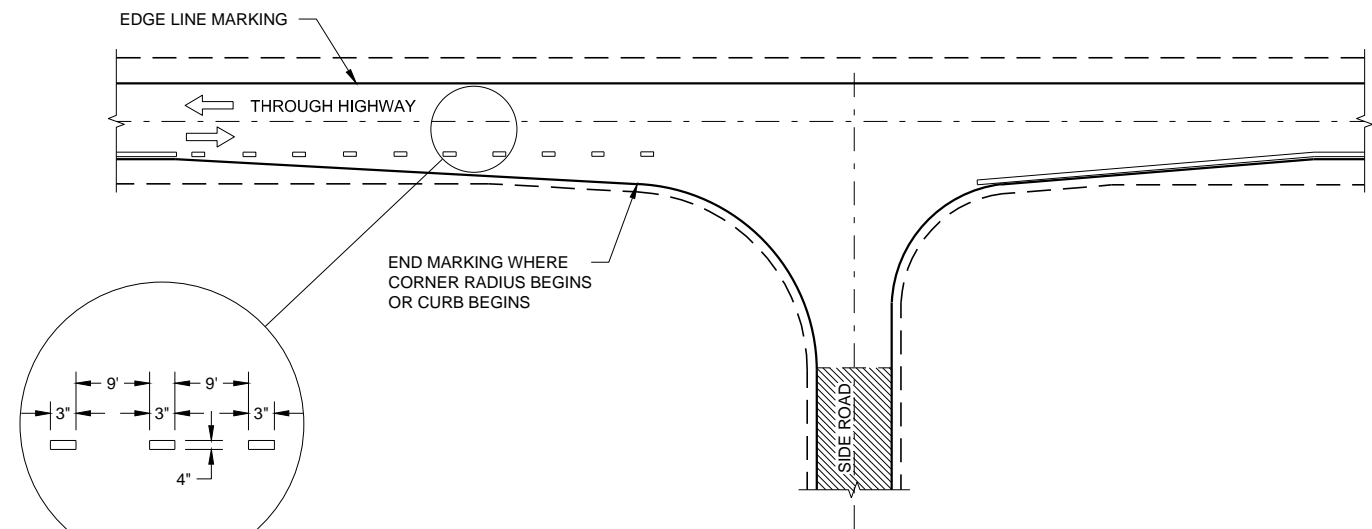 EDGE LINE MARKING
THROUGH HIGHWAY
END MARKING WHERE
CORNER RADIUS BEGINS
OR CURB BEGINS
9' 9'
3" 3" 3"
4"
SIDE ROAD